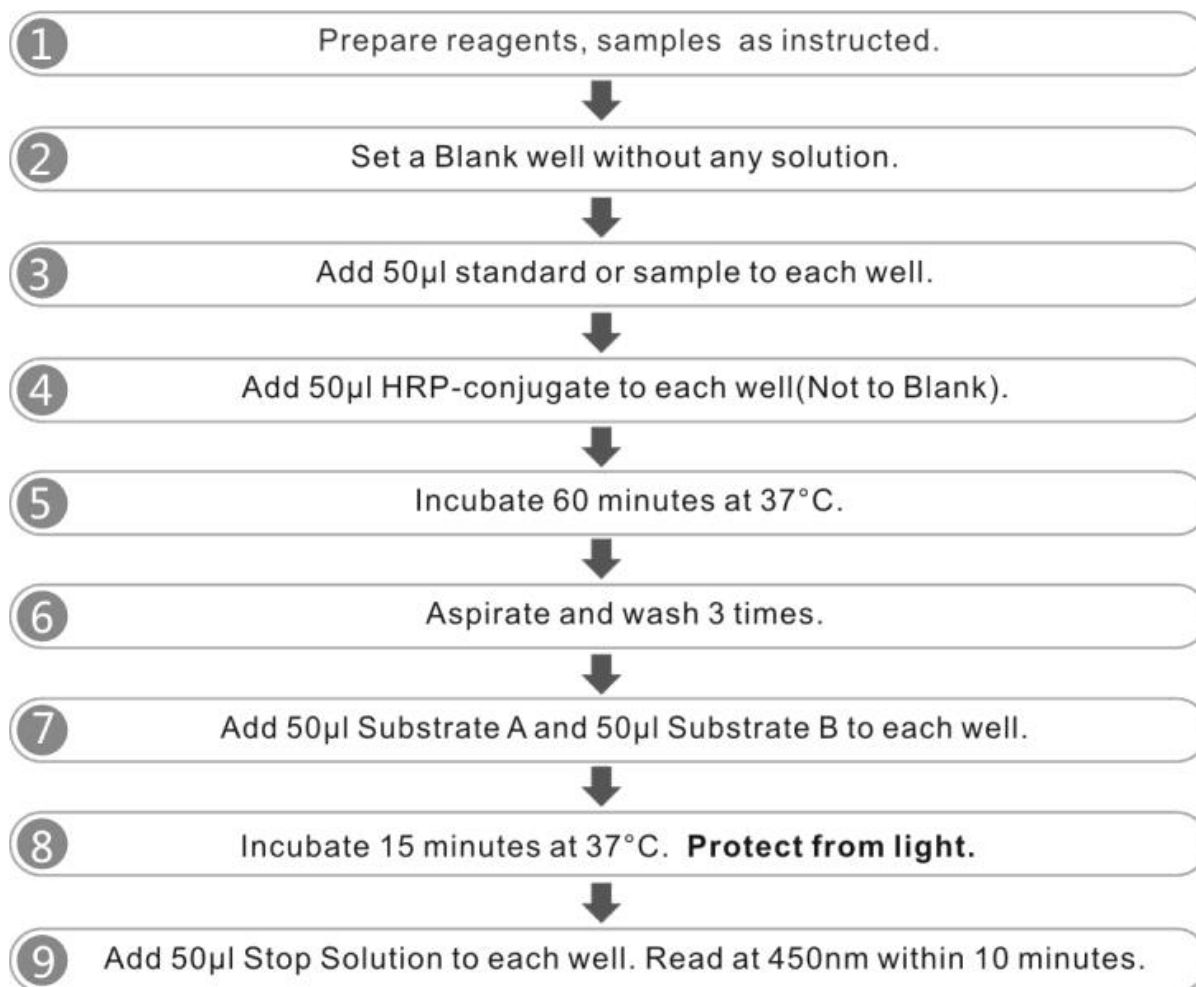 1 Prepare reagents, samples as instructed.
2 Set a Blank well without any solution.
3 Add 50μl standard or sample to each well.
4 Add 50μl HRP-conjugate to each well(Not to Blank).
5 Incubate 60 minutes at 37°C.
6 Aspirate and wash 3 times.
7 Add 50μl Substrate A and 50μl Substrate B to each well.
8 Incubate 15 minutes at 37°C. Protect from light.
9 Add 50μl Stop Solution to each well. Read at 450nm within 10 minutes.